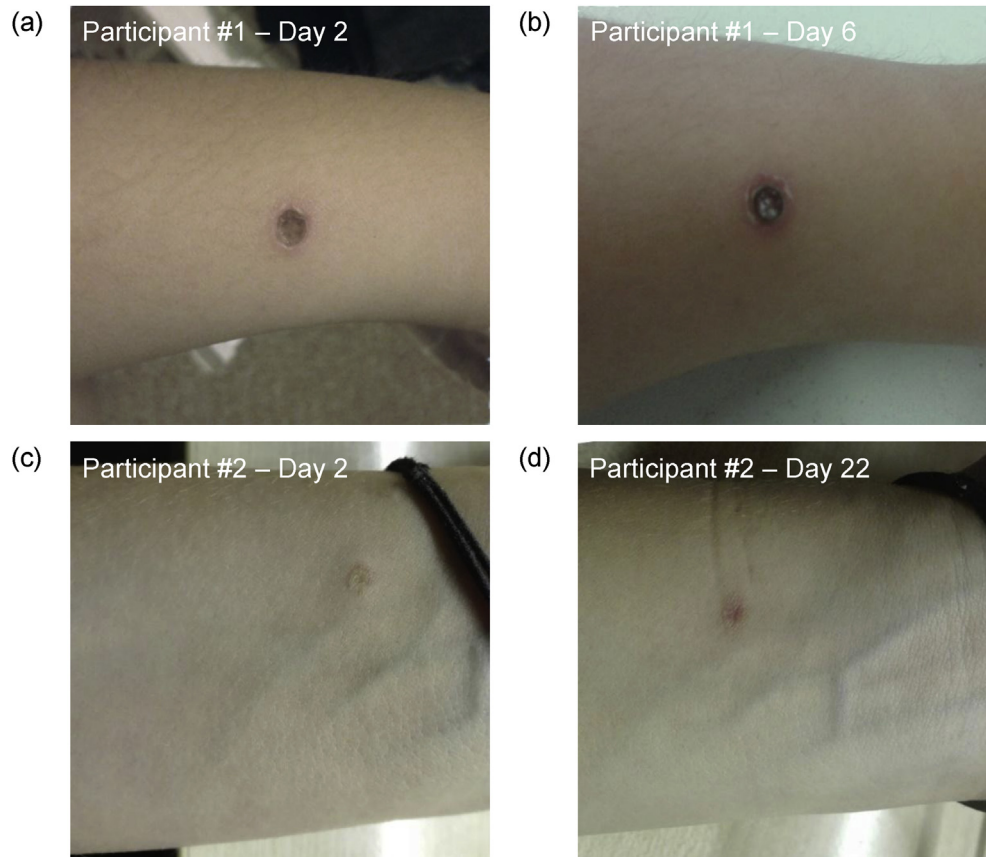 (a)
Participant #1 – Day 2
(b)
Participant #1 – Day 6
(c)
Participant #2 – Day 2
(d)
Participant #2 – Day 22